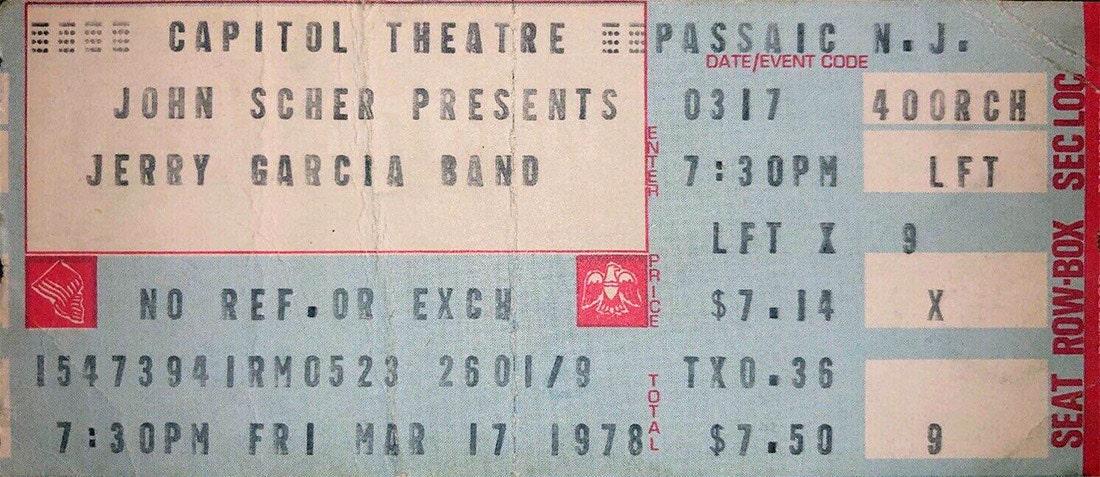 CAPITOL THEATRE PASSAIC N.J.
DATE/EVENT CODE
JOHN SCHER PRESENTS 0317 400RCH
JERRY GARCIA BAND 7:30PM LFT
ENTER
LFT X 9
PRICE
NO REF.OR EXCH $7.14 X
15473941RM0523 2601/9 TX0.36
TOTAL
7:30PM FRI MAR 17 1978 $7.50 9
SEAT ROW-BOX SEC LOC